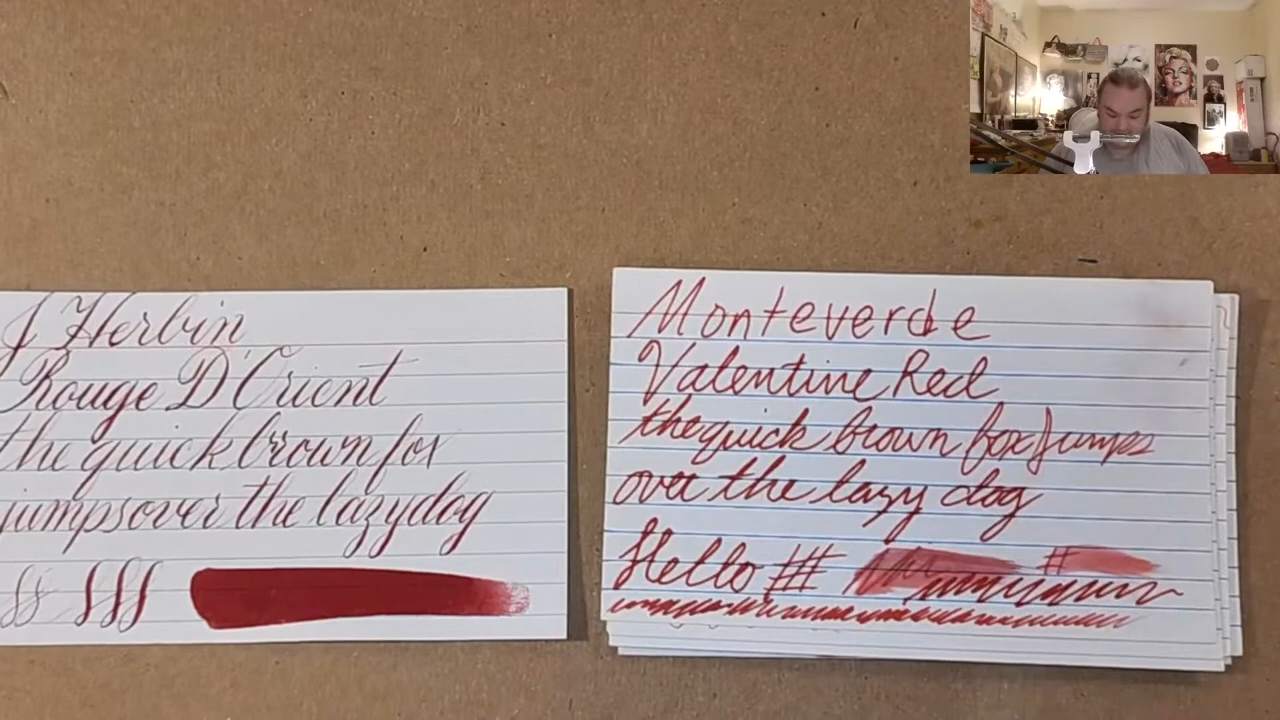 J Herbin
Rouge D'Orient
the quick brown fox
jumps over the lazy dog
Monteverde
Valentine Red
the quick brown fox jumps
over the lazy dog
Hello ## #